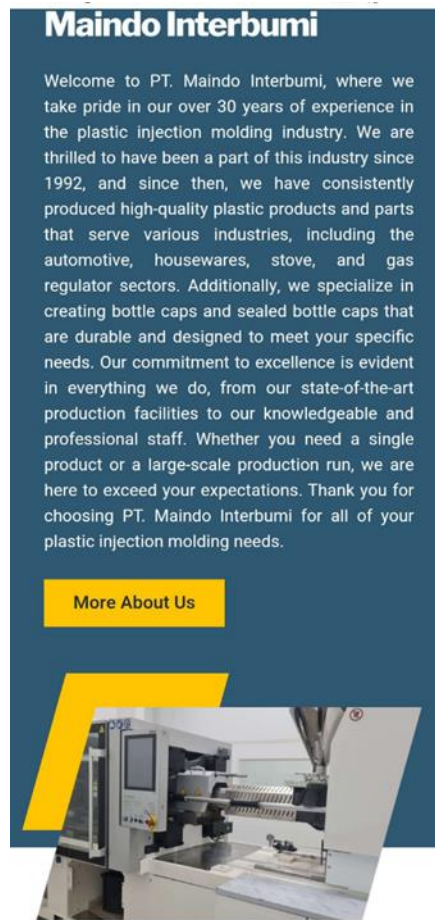 Maindo Interbumi
Welcome to PT. Maindo Interbumi, where we
take pride in our over 30 years of experience in
the plastic injection molding industry. We are
thrilled to have been a part of this industry since
1992, and since then, we have consistently
produced high-quality plastic products and parts
that serve various industries, including the
automotive, housewares, stove, and gas
regulator sectors. Additionally, we specialize in
creating bottle caps and sealed bottle caps that
are durable and designed to meet your specific
needs. Our commitment to excellence is evident
in everything we do, from our state-of-the-art
production facilities to our knowledgeable and
professional staff. Whether you need a single
product or a large-scale production run, we are
here to exceed your expectations. Thank you for
choosing PT. Maindo Interbumi for all of your
plastic injection molding needs.
More About Us